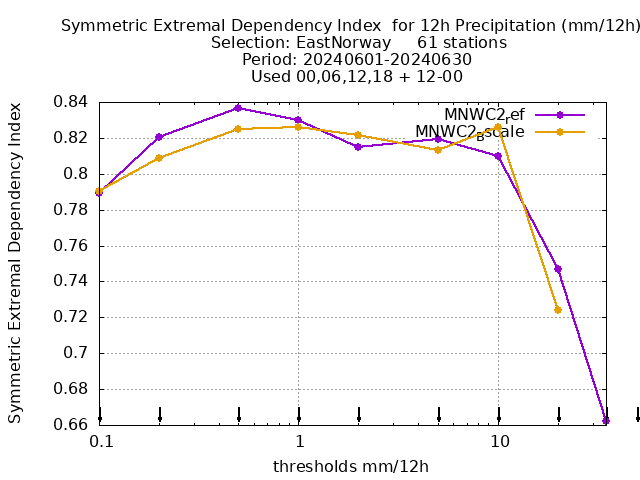 Symmetric Extremal Dependency Index  for 12h Precipitation (mm/12h)
Selection: EastNorway     61 stations
Period: 20240601-20240630
Used 00,06,12,18 + 12-00
MNWC2ref
MNWC2Bscale
0.84
0.82
0.8
0.78
0.76
0.74
0.72
0.7
0.68
0.66
Symmetric Extremal Dependency Index
0.1
1
10
thresholds mm/12h